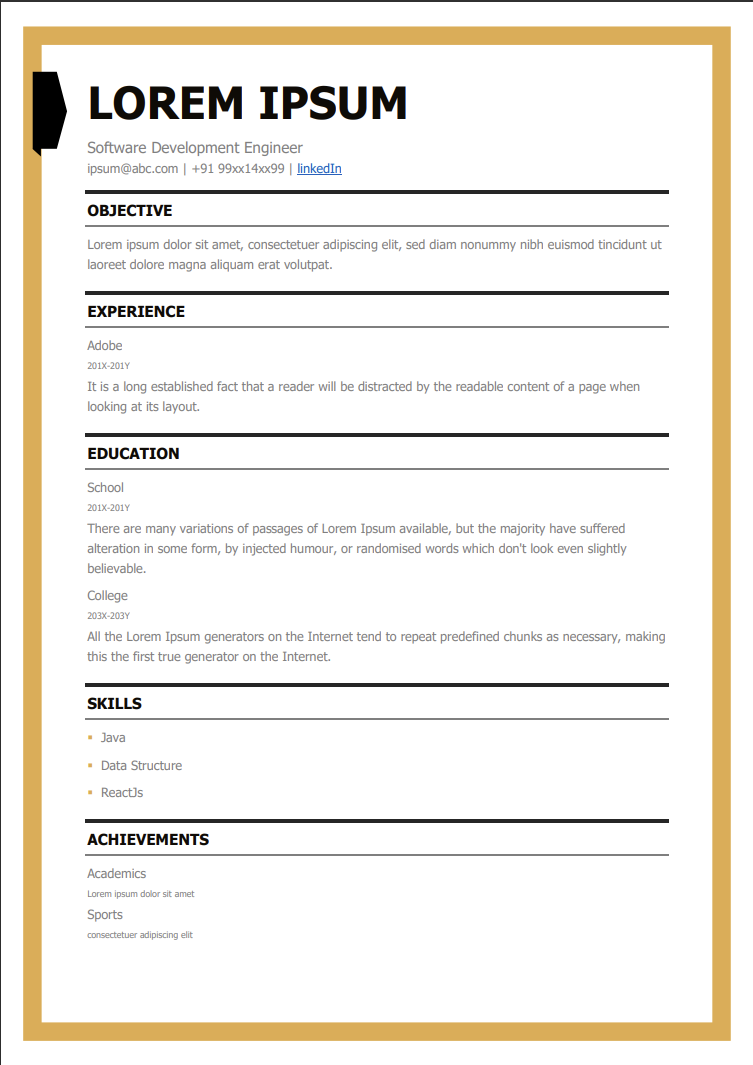 LOREM IPSUM
Software Development Engineer
ipsum@abc.com | +91 99xx14xx99 | linkedIn
OBJECTIVE
Lorem ipsum dolor sit amet, consectetuer adipiscing elit, sed diam nonummy nibh euismod tincidunt ut
laoreet dolore magna aliquam erat volutpat.
EXPERIENCE
Adobe
201X-201Y
It is a long established fact that a reader will be distracted by the readable content of a page when
looking at its layout.
EDUCATION
School
201X-201Y
There are many variations of passages of Lorem Ipsum available, but the majority have suffered
alteration in some form, by injected humour, or randomised words which don't look even slightly
believable.
College
203X-203Y
All the Lorem Ipsum generators on the Internet tend to repeat predefined chunks as necessary, making
this the first true generator on the Internet.
SKILLS
▪ Java
▪ Data Structure
▪ ReactJs
ACHIEVEMENTS
Academics
Lorem ipsum dolor sit amet
Sports
consectetuer adipiscing elit